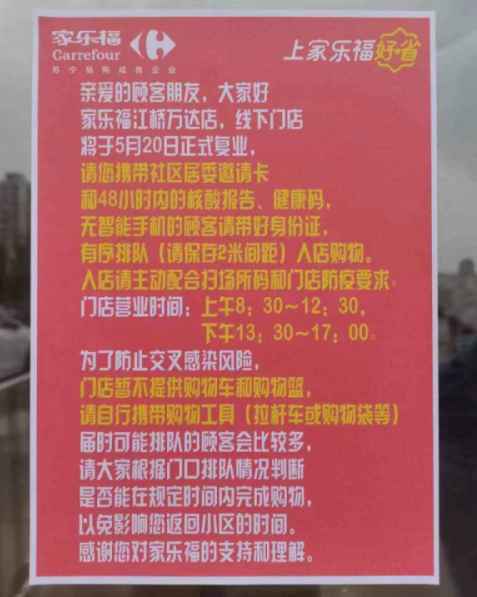 家乐福
Carrefour
苏宁易购成员企业
上家乐福好省
亲爱的顾客朋友，大家好
家乐福江桥万达店，线下门店
将于5月20日正式复业，
请您携带社区居委邀请卡
和48小时内的核酸报告、健康码，
无智能手机的顾客请带好身份证，
有序排队（请保存2米间距）入店购物。
入店请主动配合扫场所码和门店防疫要求。
门店营业时间：上午8：30~12：30，
下午13：30~17：00。
为了防止交叉感染风险，
门店暂不提供购物车和购物篮，
请自行携带购物工具（拉杆车或购物袋等）
届时可能排队的顾客会比较多，
请大家根据门口排队情况判断
是否能在规定时间内完成购物，
以免影响您返回小区的时间。
感谢您对家乐福的支持和理解。